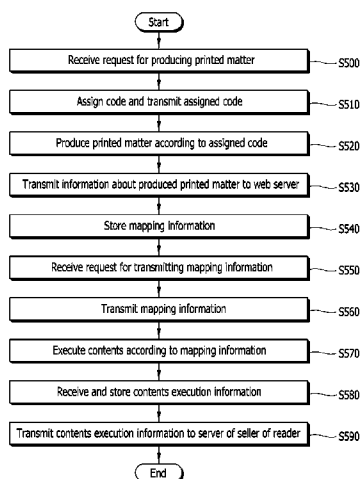 Start
Receive request for producing printed matter S500
Assign code and transmit assigned code S510
Produce printed matter according to assigned code S520
Transmit information about produced printed matter to web server S530
Store mapping information S540
Receive request for transmitting mapping information S550
Transmit mapping information S560
Execute contents according to mapping information S570
Receive and store contents execution information S580
Transmit contents execution information to server of seller of reader S590
End